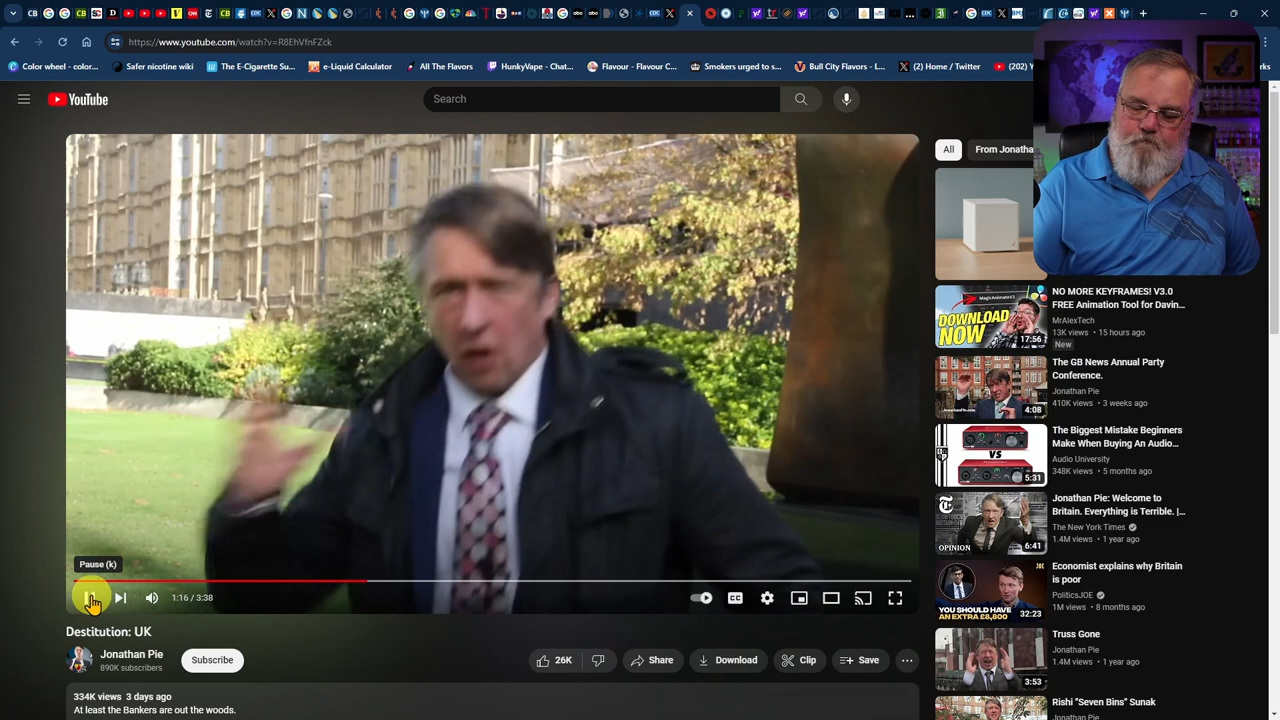 https://www.youtube.com/watch?v=R8EhVfnFZck
Color wheel - color...
Safer nicotine wiki
The E-Cigarette Su...
e-Liquid Calculator
All The Flavors
HunkyVape - Chat...
Flavour – Flavour C...
Smokers urged to s...
Bull City Flavors - L...
(2) Home / Twitter
YouTube
Search
All
From Jonatha
NO MORE KEYFRAMES! V3.0
FREE Animation Tool for Davin...
MrAlexTech
13K views • 15 hours ago
New
DOWNLOAD
NOW
17:56
The GB News Annual Party
Conference.
Jonathan Pie
410K views • 3 weeks ago
4:08
The Biggest Mistake Beginners
Make When Buying An Audio...
Audio University
348K views • 5 months ago
VS
5:31
Jonathan Pie: Welcome to
Britain. Everything is Terrible. |...
The New York Times
1.4M views • 1 year ago
OPINION
6:41
Economist explains why Britain
is poor
PoliticsJOE
1M views • 8 months ago
JOE
YOU SHOULD HAVE
AN EXTRA £8,800
32:23
Truss Gone
Jonathan Pie
1.4M views • 1 year ago
3:53
Rishi "Seven Bins" Sunak
Jonathan Pie
Pause (k)
1:16 / 3:38
CC
Destitution: UK
Jonathan Pie
890K subscribers
Subscribe
26K
Share
Download
Clip
Save
334K views 3 days ago
At least the Bankers are out the woods.